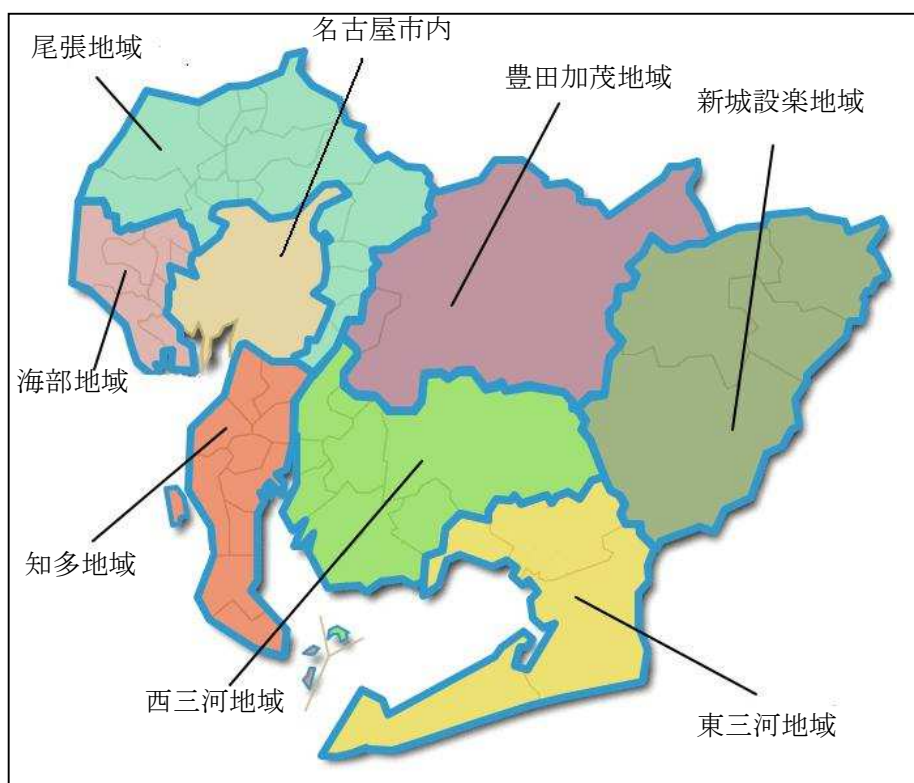 名古屋市内
尾張地域
豊田加茂地域
新城設楽地域
海部地域
知多地域
西三河地域
東三河地域